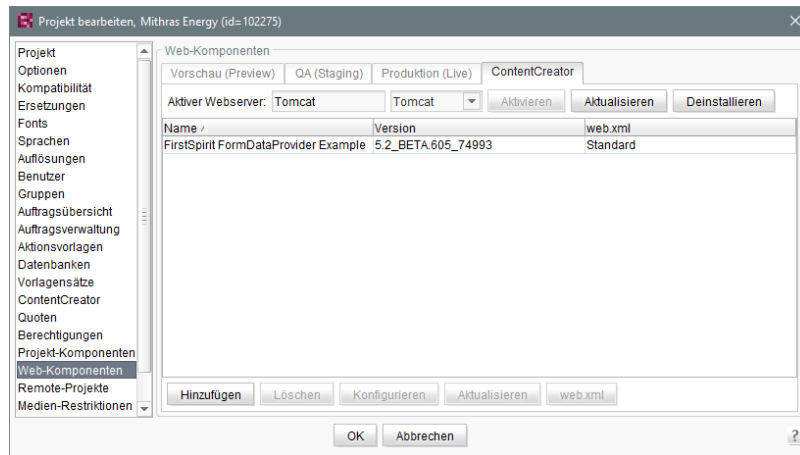 Projekt bearbeiten, Mithras Energy (id=102275)
Projekt
Optionen
Kompatibilität
Ersetzungen
Fonts
Sprachen
Auflösungen
Benutzer
Gruppen
Auftragsübersicht
Auftragsverwaltung
Aktionsvorlagen
Datenbanken
Vorlagensätze
ContentCreator
Quoten
Berechtigungen
Projekt-Komponenten
Web-Komponenten
Remote-Projekte
Medien-Restriktionen
Web-Komponenten
Vorschau (Preview) QA (Staging) Produktion (Live) ContentCreator
Aktiver Webserver: Tomcat Tomcat Aktivieren Aktualisieren Deinstallieren
Name Version web.xml
FirstSpirit FormDataProvider Example 5.2_BETA.605_74993 Standard
Hinzufügen Löschen Konfigurieren Aktualisieren web.xml
OK Abbrechen
?